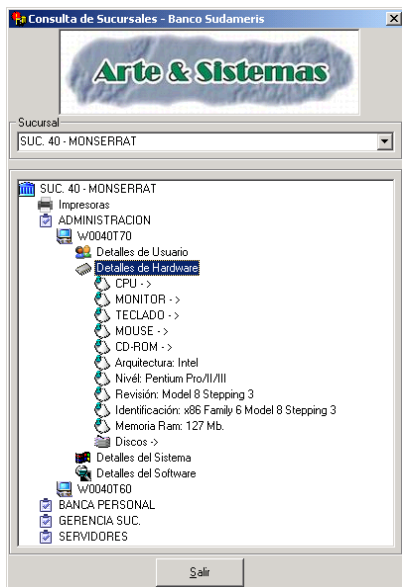 Consulta de Sucursales - Banco Sudameris
Arte & Sistemas
Sucursal
SUC. 40 - MONSERRAT
SUC. 40 - MONSERRAT
Impresoras
ADMINISTRACION
W0040T70
Detalles de Usuario
Detalles de Hardware
CPU - >
MONITOR - >
TECLADO - >
MOUSE - >
CD-ROM - >
Arquitectura: Intel
Nivél: Pentium Pro/II/III
Revisión: Model 8 Stepping 3
Identificación: x86 Family 6 Model 8 Stepping 3
Memoria Ram: 127 Mb.
Discos ->
Detalles del Sistema
Detalles del Software
W0040T60
BANCA PERSONAL
GERENCIA SUC.
SERVIDORES
Salir